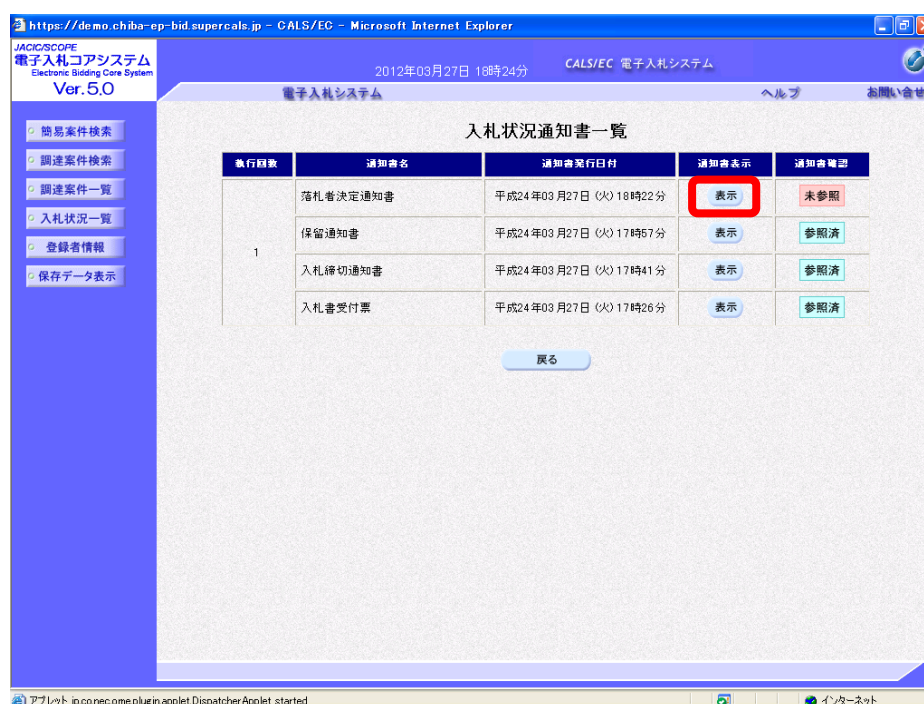 https://demo.chiba-ep-bid.supercals.jp - CALS/EC - Microsoft Internet Explorer
JACIC/SCOPE
電子入札コアシステム
Electronic Bidding Core System
Ver.5.0
2012年03月27日 18時24分
CALS/EC 電子入札システム
電子入札システム
ヘルプ
お問い合せ
簡易案件検索
調達案件検索
調達案件一覧
入札状況一覧
登録者情報
保存データ表示
入札状況通知書一覧
執行回数 通知書名 通知書発行日付 通知書表示 通知書確認
1
落札者決定通知書 平成24年03月27日 (火) 18時22分 表示 未参照
保留通知書 平成24年03月27日 (火) 17時57分 表示 参照済
入札締切通知書 平成24年03月27日 (火) 17時41分 表示 参照済
入札書受付票 平成24年03月27日 (火) 17時26分 表示 参照済
戻る
アプレット jp.co.nec.ome.plugin.applet.DispatcherApplet started
インターネット